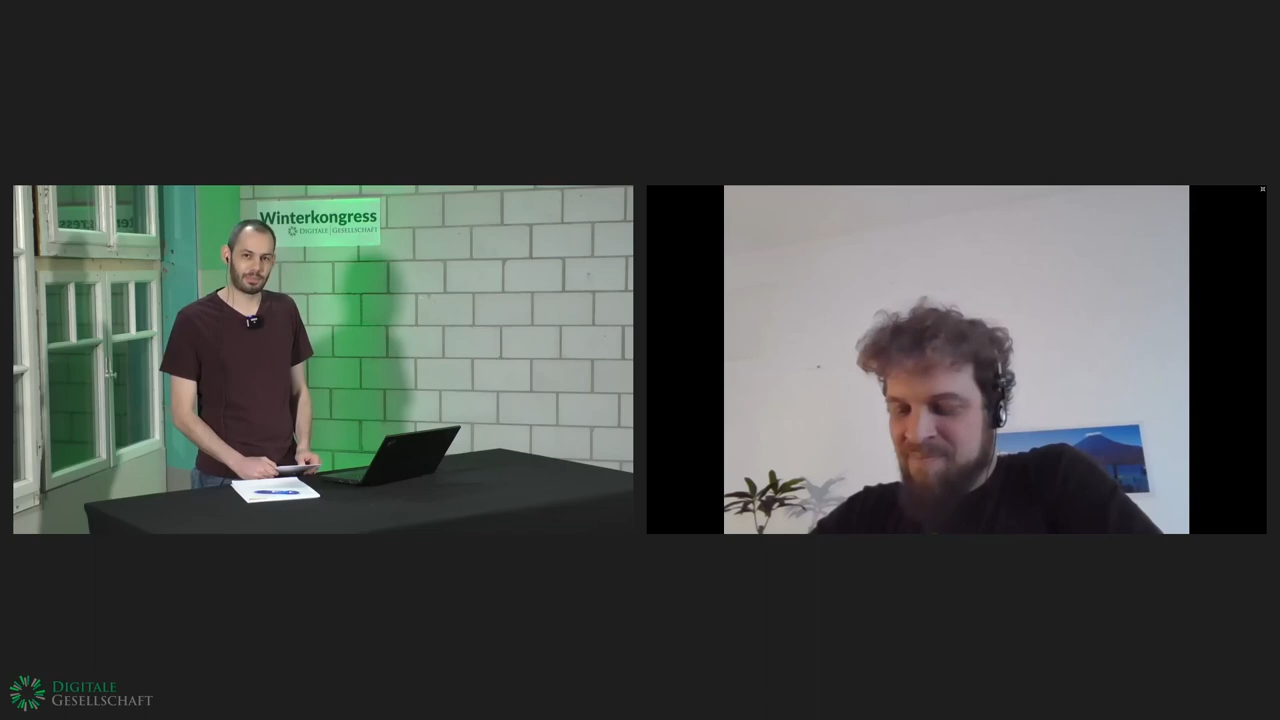 Winterkongress
DIGITALE | GESELLSCHAFT
DIGITALE
GESELLSCHAFT